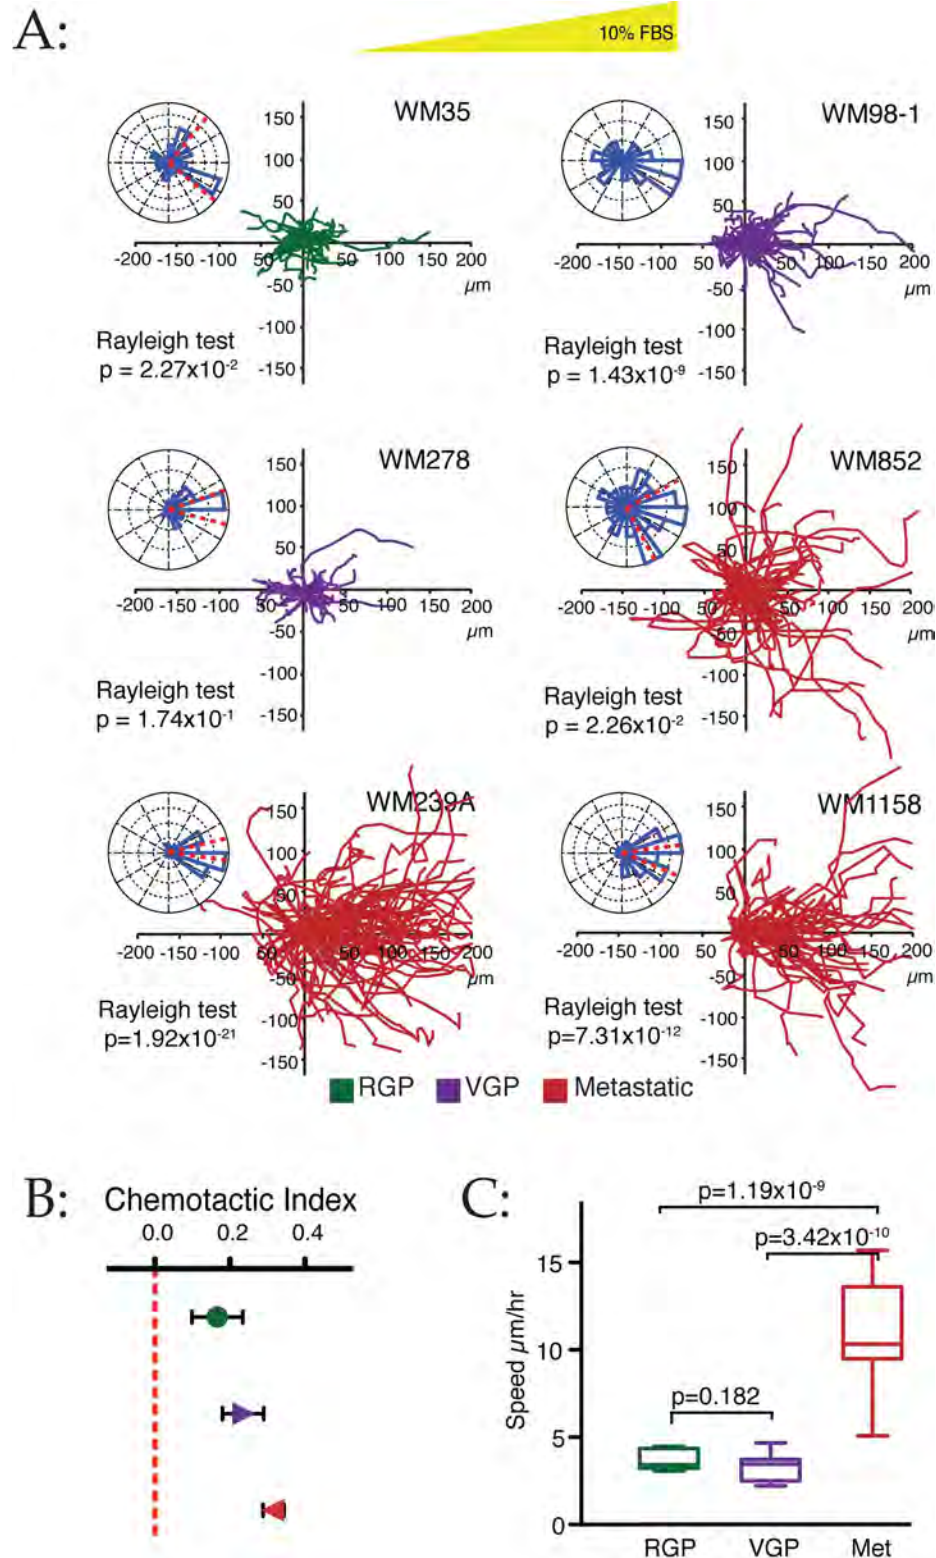 A:
10% FBS
WM35
150
100
50
-200 -150 -100 50 50 100 150 200
µm
-50
-100
-150
Rayleigh test
p = 2.27x10-2
WM98-1
150
100
50
-200 -150 -100 50 100 150 200
µm
-50
-100
-150
Rayleigh test
p = 1.43x10-9
WM278
150
100
50
-200 -150 -100 50 50 100 150 200
µm
-50
-100
-150
Rayleigh test
p = 1.74x10-1
WM852
150
100
50
-200 -150 -100 50 100 150 200
µm
-50
-100
-150
Rayleigh test
p = 2.26x10-2
WM239A
150
100
50
-200 -150 -100 50 50 100 150 200
µm
-50
-100
-150
Rayleigh test
p=1.92x10-21
WM1158
150
100
50
-200 -150 -100 50 50 100 150 200
µm
-50
-100
-150
Rayleigh test
p=7.31x10-12
RGP VGP Metastatic
B:
Chemotactic Index
0.0 0.2 0.4
C:
p=1.19x10-9
p=3.42x10-10
p=0.182
Speed µm/hr
15
10
5
0
RGP VGP Met